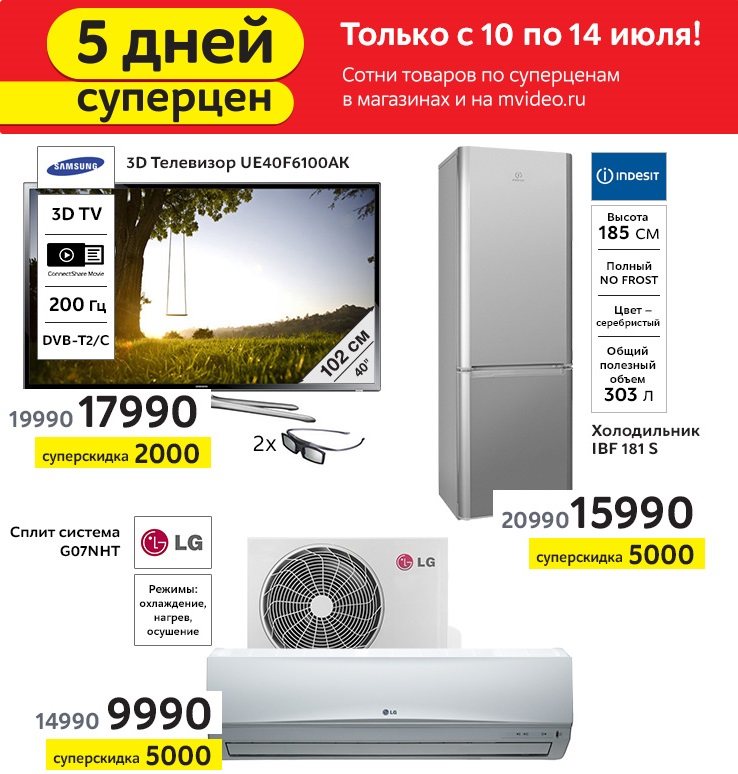 5 дней
суперцен
Только с 10 по 14 июля!
Сотни товаров по суперценам
в магазинах и на mvideo.ru
SAMSUNG
3D Телевизор UE40F6100AK
3D TV
ConnectShare Movie
200 Гц
DVB-T2/C
102 СМ
40"
19990 17990
суперскидка 2000
2x
INDESIT
Высота
185 СМ
Полный
NO FROST
Цвет –
серебристый
Общий
полезный
объем
303 Л
Холодильник
IBF 181 S
20990 15990
суперскидка 5000
Сплит система
G07NHT
LG
Режимы:
охлаждение,
нагрев,
осушение
LG
LG
14990 9990
суперскидка 5000